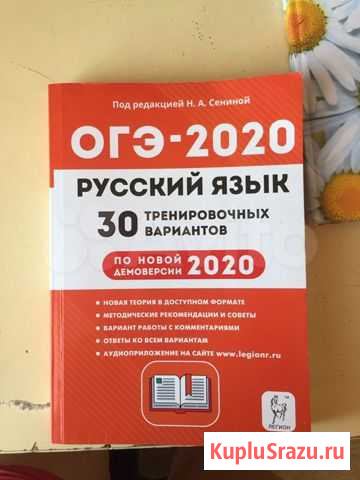 Под редакцией Н. А. Сениной
ОГЭ-2020
РУССКИЙ ЯЗЫК
30 ТРЕНИРОВОЧНЫХ
ВАРИАНТОВ
ПО НОВОЙ
ДЕМОВЕРСИИ 2020
• НОВАЯ ТЕОРИЯ В ДОСТУПНОМ ФОРМАТЕ
• МЕТОДИЧЕСКИЕ РЕКОМЕНДАЦИИ И СОВЕТЫ
• ВАРИАНТ РАБОТЫ С КОММЕНТАРИЯМИ
• ОТВЕТЫ КО ВСЕМ ВАРИАНТАМ
• АУДИОПРИЛОЖЕНИЕ НА САЙТЕ www.legionr.ru
ЛЕГИОН
KupluSrazu.ru